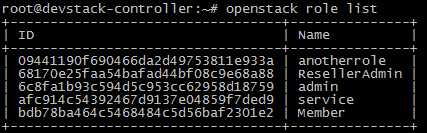 root@devstack-controller:~# openstack role list
+----------------------------------+---------------+
| ID                               | Name          |
+----------------------------------+---------------+
| 09441190f690466da2d49753811e933a | anotherrole   |
| 68170e25faa54bafad44bf08c9e68a88 | ResellerAdmin |
| 6c8fa1b93c594d5c953cc62958d18759 | admin         |
| afc914c54392467d9137e04859f7ded9 | service       |
| bdb78ba464c5468484c5d56baf2301e2 | Member        |
+----------------------------------+---------------+